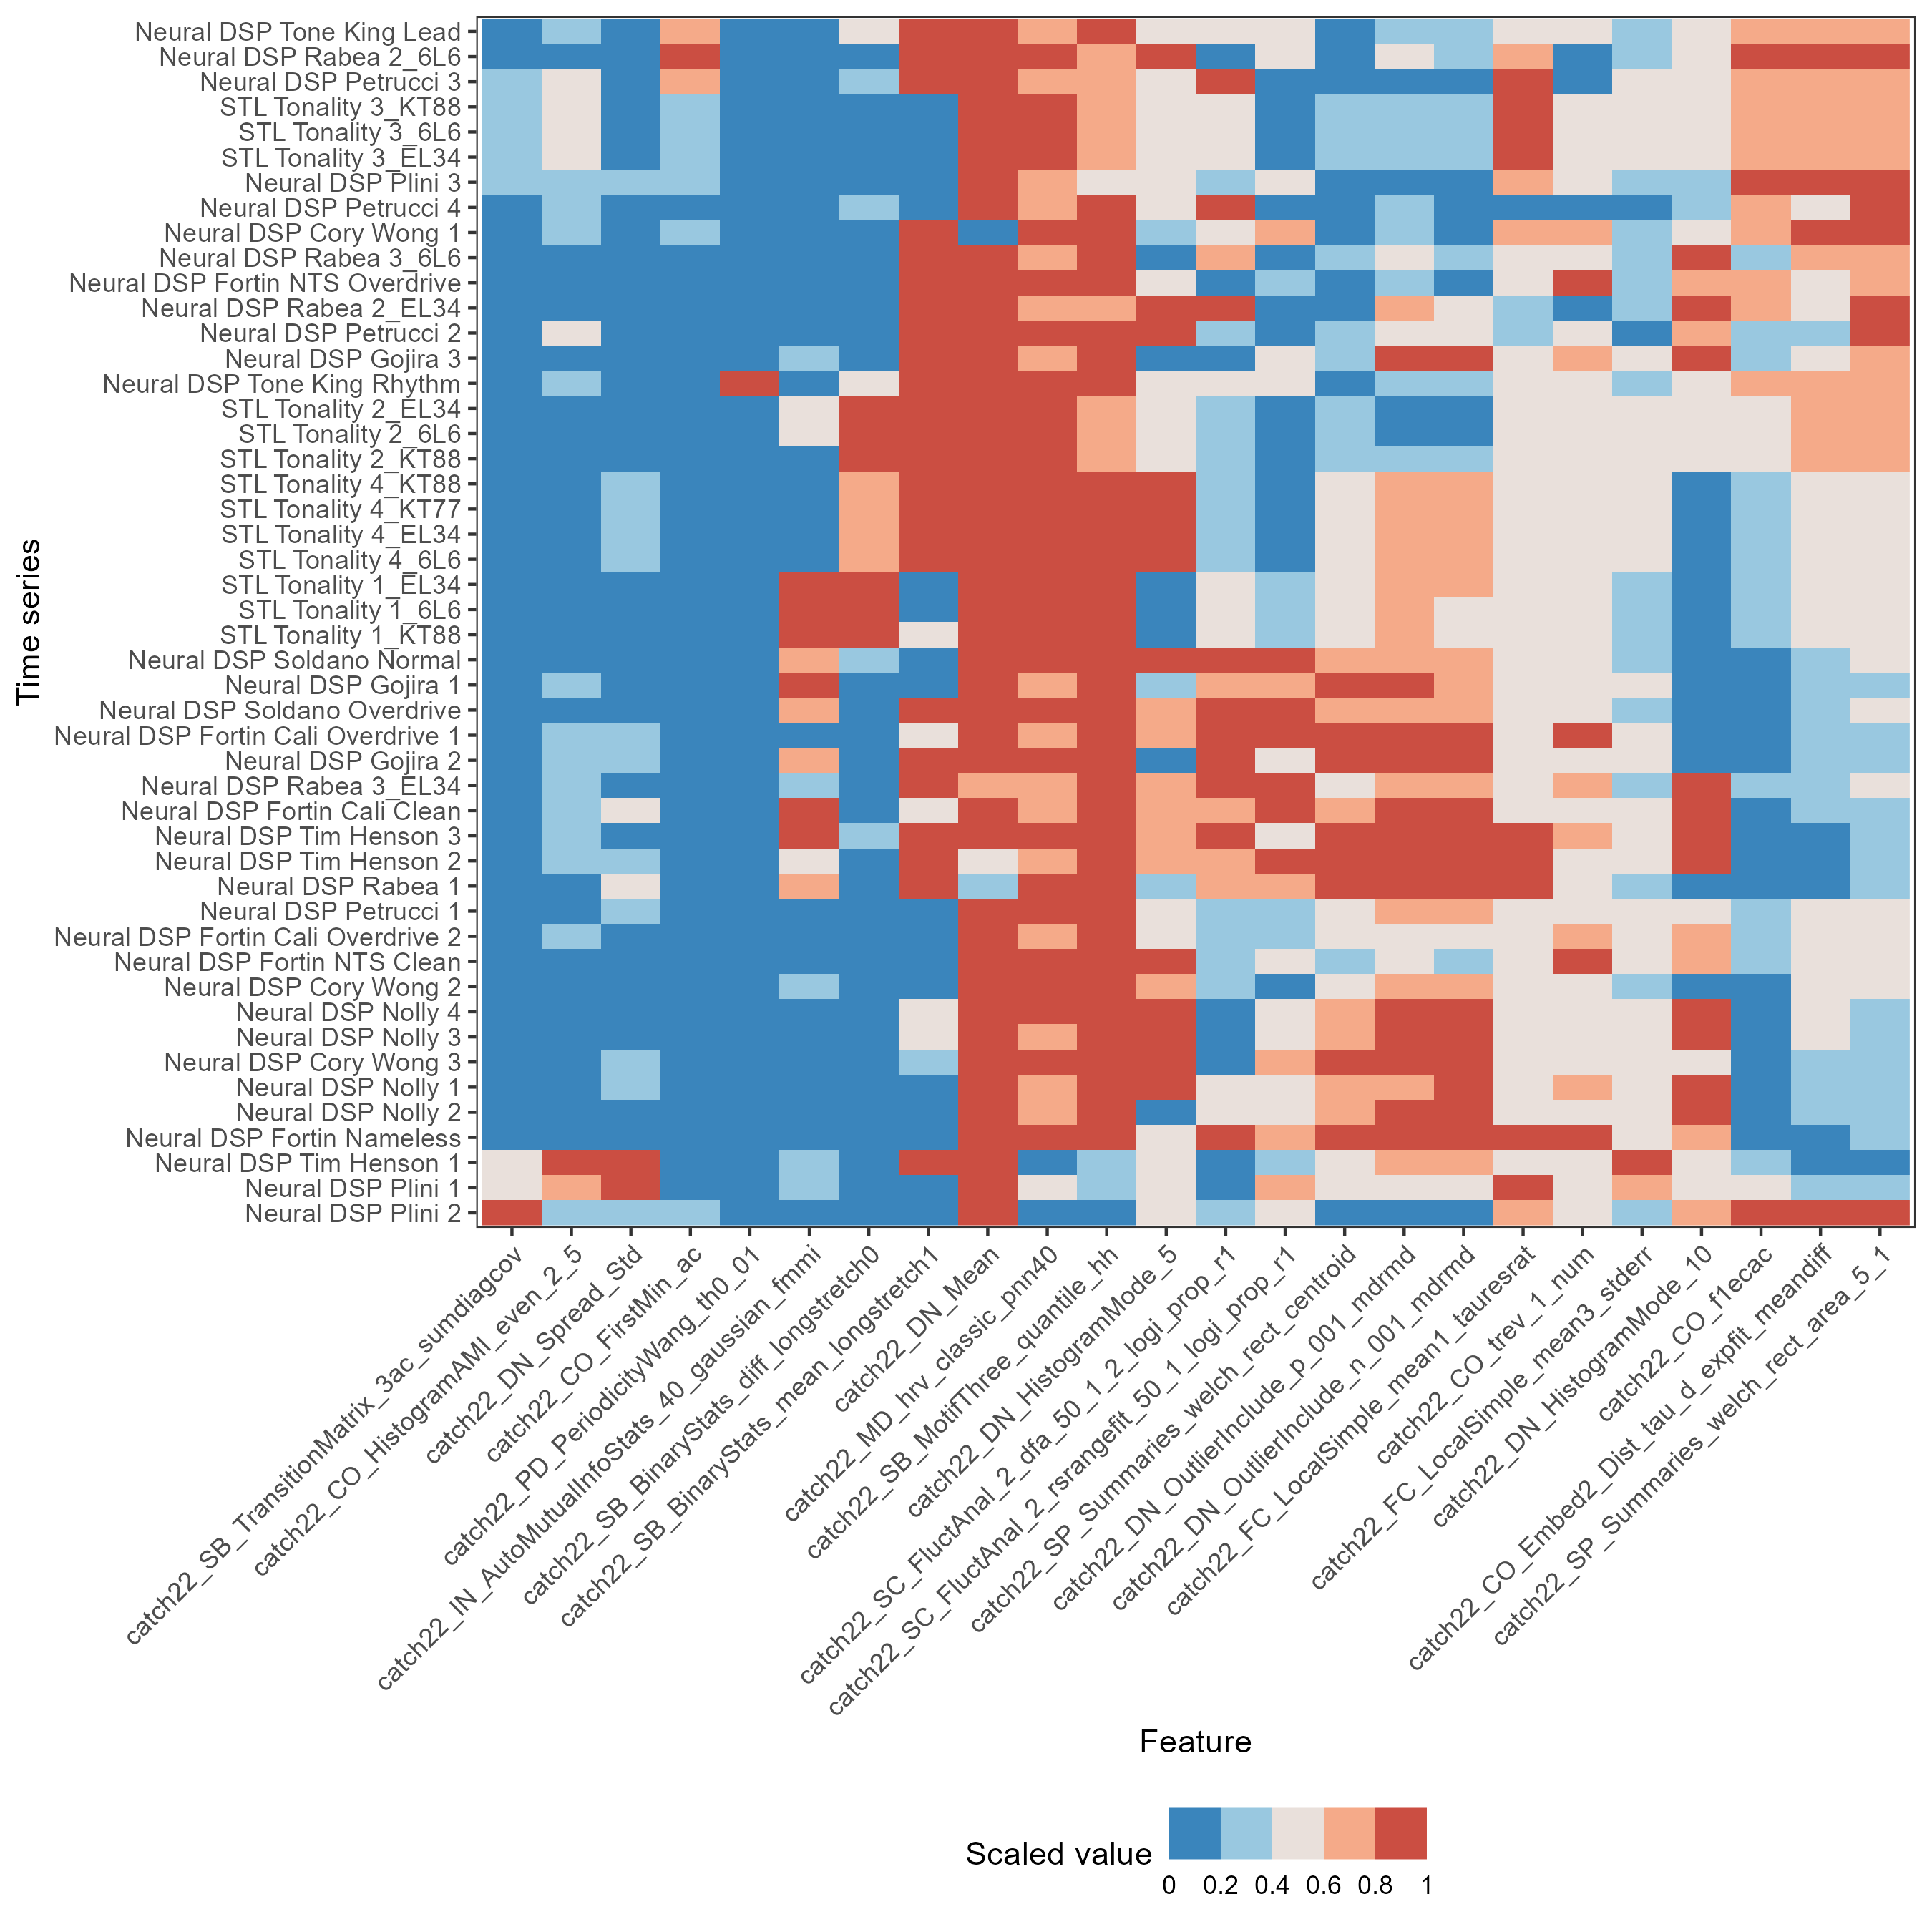 Neural DSP Tone King Lead
Neural DSP Rabea 2_6L6
Neural DSP Petrucci 3
STL Tonality 3_KT88
STL Tonality 3_6L6
STL Tonality 3_EL34
Neural DSP Plini 3
Neural DSP Petrucci 4
Neural DSP Cory Wong 1
Neural DSP Rabea 3_6L6
Neural DSP Fortin NTS Overdrive
Neural DSP Rabea 2_EL34
Neural DSP Petrucci 2
Neural DSP Gojira 3
Neural DSP Tone King Rhythm
STL Tonality 2_EL34
STL Tonality 2_6L6
STL Tonality 2_KT88
STL Tonality 4_KT88
STL Tonality 4_KT77
STL Tonality 4_EL34
STL Tonality 4_6L6
STL Tonality 1_EL34
STL Tonality 1_6L6
STL Tonality 1_KT88
Neural DSP Soldano Normal
Neural DSP Gojira 1
Neural DSP Soldano Overdrive
Neural DSP Fortin Cali Overdrive 1
Neural DSP Gojira 2
Neural DSP Rabea 3_EL34
Neural DSP Fortin Cali Clean
Neural DSP Tim Henson 3
Neural DSP Tim Henson 2
Neural DSP Rabea 1
Neural DSP Petrucci 1
Neural DSP Fortin Cali Overdrive 2
Neural DSP Fortin NTS Clean
Neural DSP Cory Wong 2
Neural DSP Nolly 4
Neural DSP Nolly 3
Neural DSP Cory Wong 3
Neural DSP Nolly 1
Neural DSP Nolly 2
Neural DSP Fortin Nameless
Neural DSP Tim Henson 1
Neural DSP Plini 1
Neural DSP Plini 2
Time series
catch22_SB_TransitionMatrix_3ac_sumdiagcov
catch22_CO_HistogramAMI_even_2_5
catch22_DN_Spread_Std
catch22_CO_FirstMin_ac
catch22_PD_PeriodicityWang_th0_01
catch22_IN_AutoMutualInfoStats_40_gaussian_fmmi
catch22_SB_BinaryStats_diff_longstretch0
catch22_SB_BinaryStats_mean_longstretch1
catch22_DN_Mean
catch22_MD_hrv_classic_pnn40
catch22_SB_MotifThree_quantile_hh
catch22_DN_HistogramMode_5
catch22_SC_FluctAnal_2_dfa_50_1_2_logi_prop_r1
catch22_SC_FluctAnal_2_rsrangefit_50_1_logi_prop_r1
catch22_SP_Summaries_welch_rect_centroid
catch22_DN_OutlierInclude_p_001_mdrmd
catch22_DN_OutlierInclude_n_001_mdrmd
catch22_FC_LocalSimple_mean1_tauresrat
catch22_CO_trev_1_num
catch22_FC_LocalSimple_mean3_stderr
catch22_DN_HistogramMode_10
catch22_CO_f1ecac
catch22_CO_Embed2_Dist_tau_d_expfit_meandiff
catch22_SP_Summaries_welch_rect_area_5_1
Feature
Scaled value
0 0.2 0.4 0.6 0.8 1